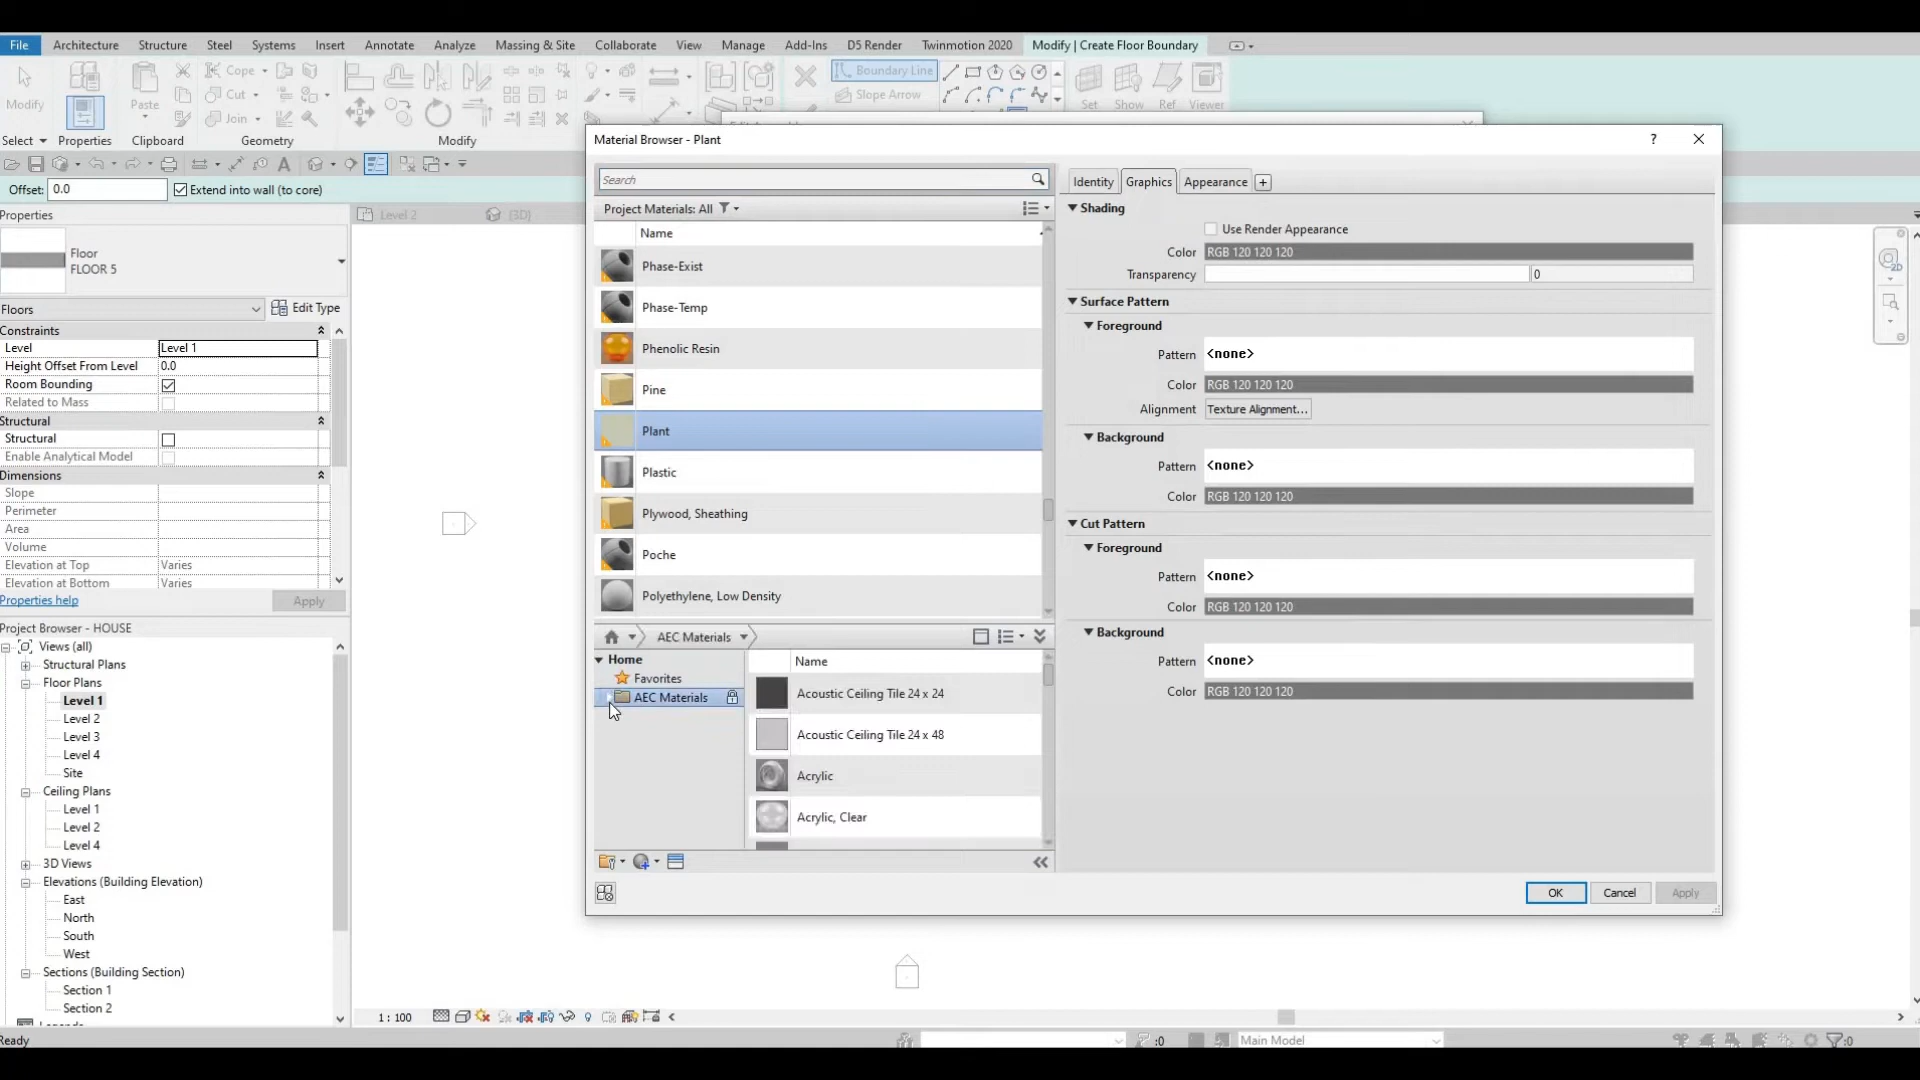 File Architecture Structure Steel Systems Insert Annotate Analyze Massing & Site Collaborate View Manage Add-Ins D5 Render Twinmotion 2020 Modify | Create Floor Boundary
Cope
Boundary Line
Modify
Paste
Cut
Slope Arrow
Set Show Ref Viewer
Join
Select Properties Clipboard Geometry Modify
Material Browser - Plant
Offset: 0.0 Extend into wall (to core)
Properties
Level 2 (3D)
Floor
FLOOR 5
Floors Edit Type
Constraints
Level Level 1
Height Offset From Level 0.0
Room Bounding
Related to Mass
Structural
Structural
Enable Analytical Model
Dimensions
Slope
Perimeter
Area
Volume
Elevation at Top Varies
Elevation at Bottom Varies
Properties help Apply
Project Browser - HOUSE
Views (all)
Structural Plans
Floor Plans
Level 1
Level 2
Level 3
Level 4
Site
Ceiling Plans
Level 1
Level 2
Level 4
3D Views
Elevations (Building Elevation)
East
North
South
West
Sections (Building Section)
Section 1
Section 2
Search
Project Materials: All
Name
Phase-Exist
Phase-Temp
Phenolic Resin
Pine
Plant
Plastic
Plywood, Sheathing
Poche
Polyethylene, Low Density
AEC Materials
Home
Favorites
AEC Materials
Name
Acoustic Ceiling Tile 24 x 24
Acoustic Ceiling Tile 24 x 48
Acrylic
Acrylic, Clear
Identity Graphics Appearance +
Shading
Use Render Appearance
Color RGB 120 120 120
Transparency 0
Surface Pattern
Foreground
Pattern <none>
Color RGB 120 120 120
Alignment Texture Alignment...
Background
Pattern <none>
Color RGB 120 120 120
Cut Pattern
Foreground
Pattern <none>
Color RGB 120 120 120
Background
Pattern <none>
Color RGB 120 120 120
OK Cancel Apply
1 : 100
Ready :0 Main Model :0